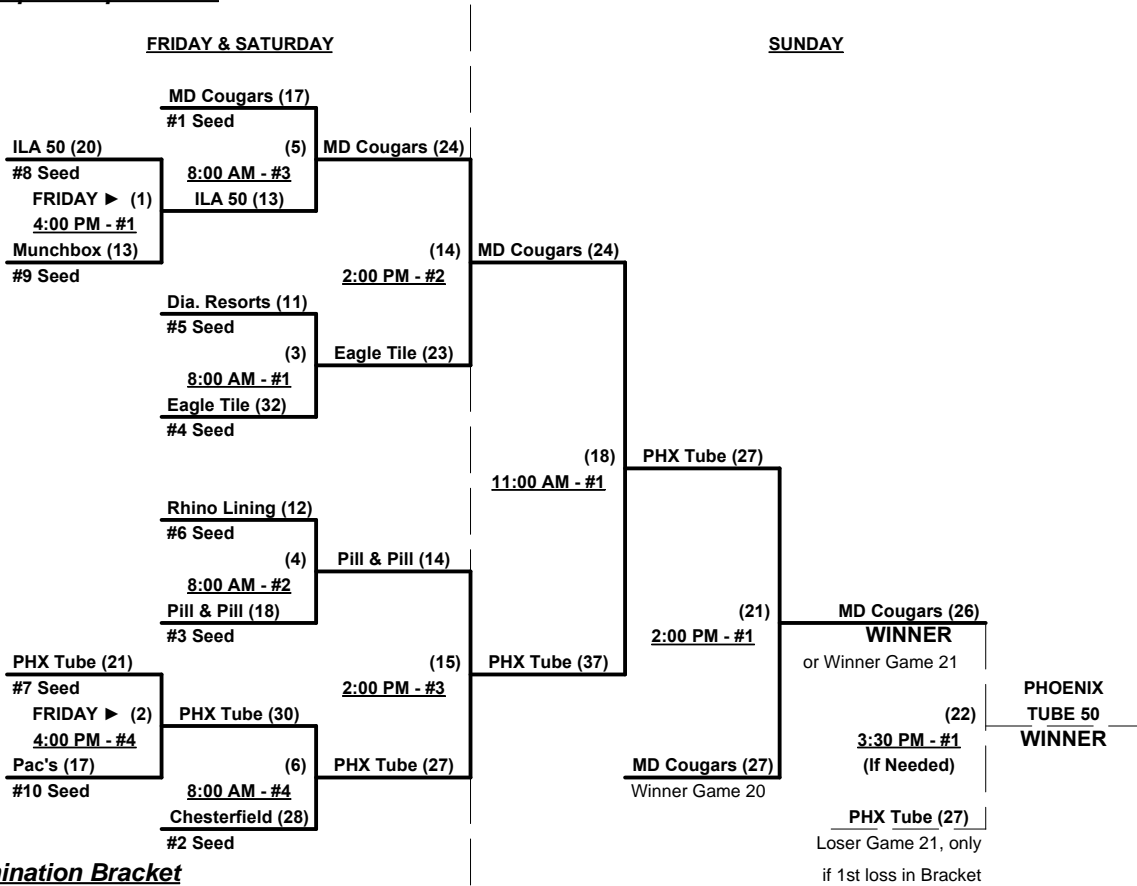 FRIDAY & SATURDAY
SUNDAY
MD Cougars (17)
#1 Seed
ILA 50 (20)
(5)
MD Cougars (24)
#8 Seed
8:00 AM - #3
FRIDAY ► (1)
ILA 50 (13)
4:00 PM - #1
Munchbox (13)
(14)
MD Cougars (24)
#9 Seed
2:00 PM - #2
Dia. Resorts (11)
#5 Seed
(3)
Eagle Tile (23)
8:00 AM - #1
Eagle Tile (32)
#4 Seed
(18)
PHX Tube (27)
11:00 AM - #1
Rhino Lining (12)
#6 Seed
(4)
Pill & Pill (14)
8:00 AM - #2
Pill & Pill (18)
(21)
MD Cougars (26)
#3 Seed
2:00 PM - #1
WINNER
PHX Tube (21)
(15)
PHX Tube (37)
or Winner Game 21
#7 Seed
2:00 PM - #3
PHOENIX
FRIDAY ► (2)
PHX Tube (30)
(22)
TUBE 50
4:00 PM - #4
3:30 PM - #1
WINNER
Pac's (17)
(6)
PHX Tube (27)
MD Cougars (27)
(If Needed)
#10 Seed
8:00 AM - #4
Winner Game 20
Chesterfield (28)
PHX Tube (27)
#2 Seed
Loser Game 21, only
if 1st loss in Bracket
mination Bracket